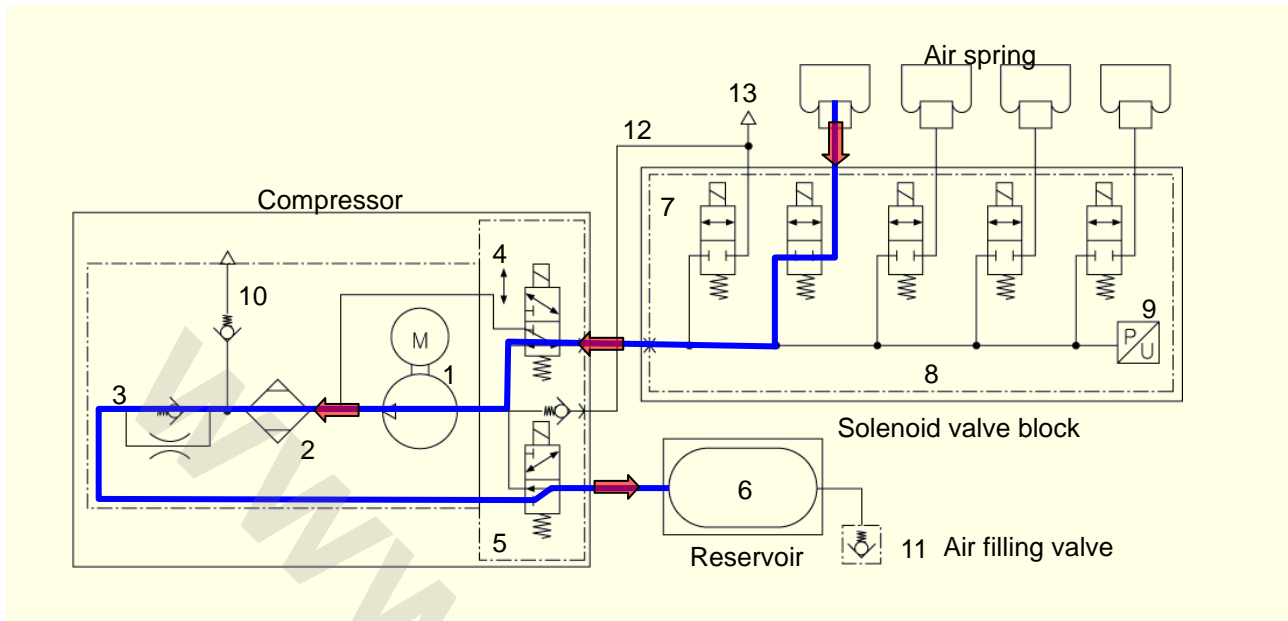 Air spring
13
12
7
Compressor
4
10
M
9
P
U
1
3
8
2
Solenoid valve block
6
5
11 Air filling valve
Reservoir
www